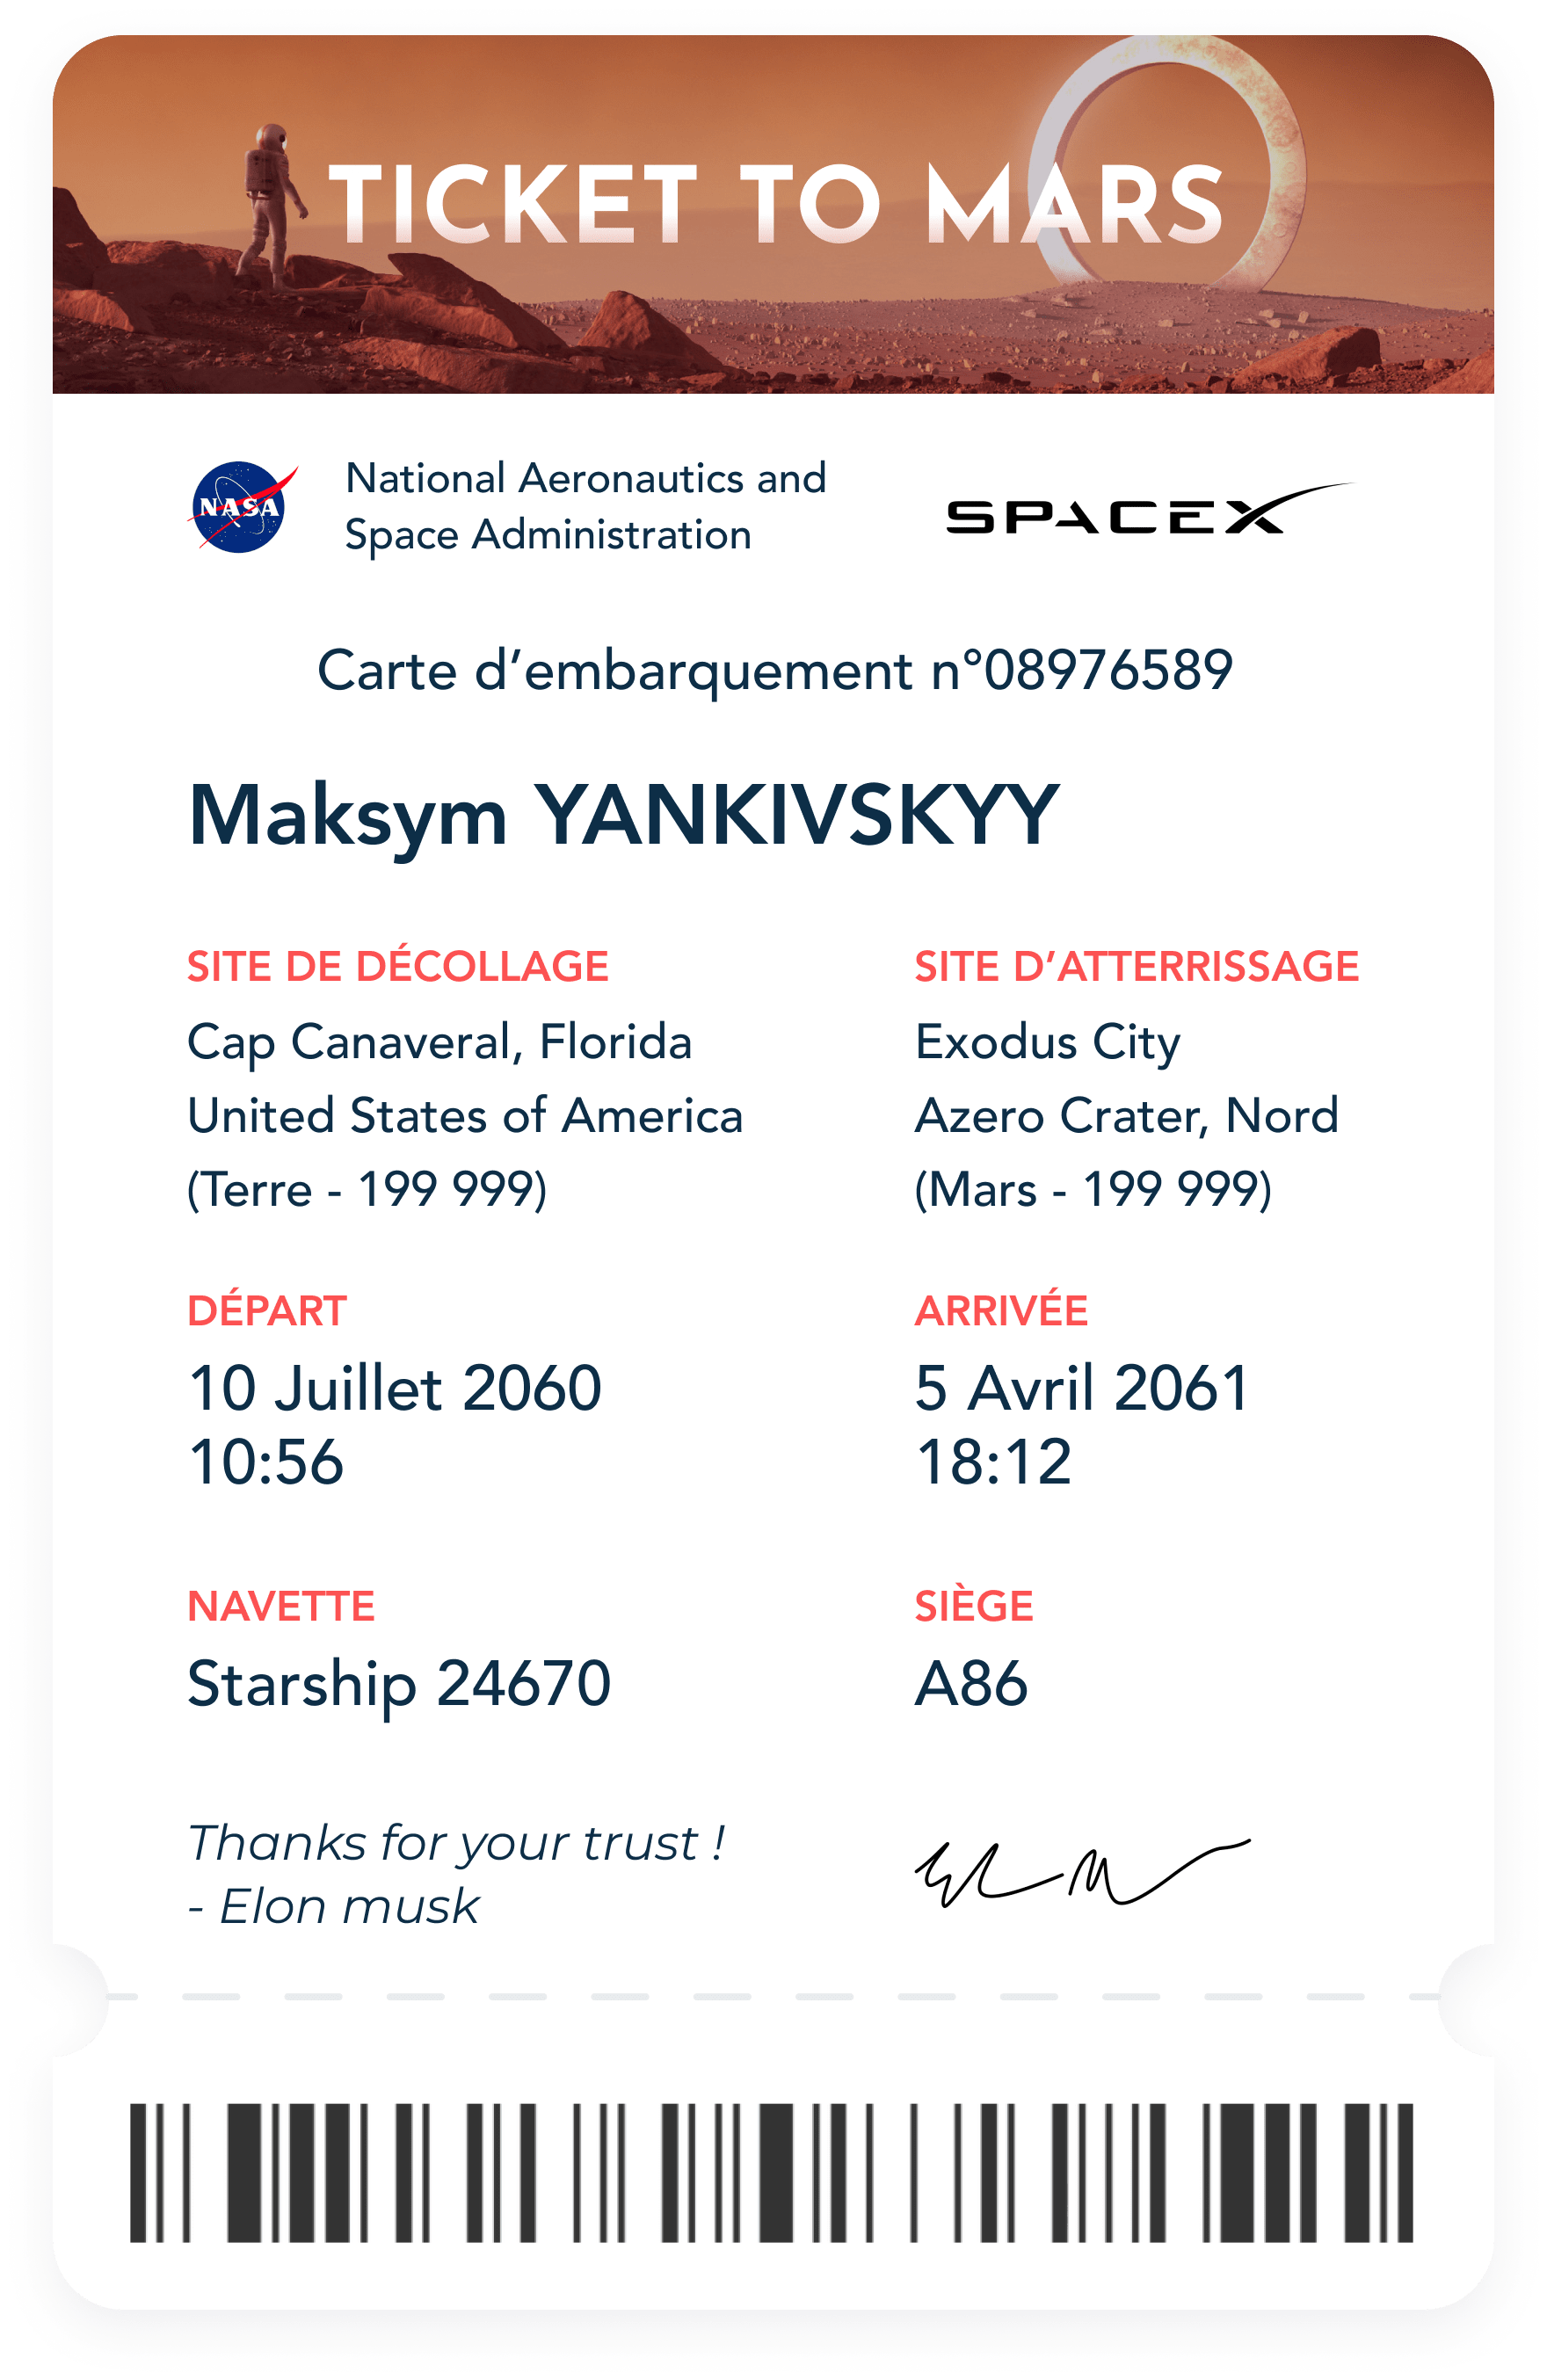 TICKET TO MARS
NASA
National Aeronautics and
Space Administration
SPACEX
Carte d’embarquement n°08976589
Maksym YANKIVSKYY
SITE DE DÉCOLLAGE
Cap Canaveral, Florida
United States of America
(Terre - 199 999)
SITE D’ATTERRISSAGE
Exodus City
Azero Crater, Nord
(Mars - 199 999)
DÉPART
10 Juillet 2060
10:56
ARRIVÉE
5 Avril 2061
18:12
NAVETTE
Starship 24670
SIÈGE
A86
Thanks for your trust !
- Elon musk